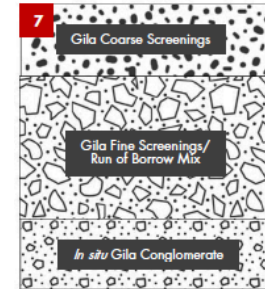 7
Gila Coarse Screenings
Gila Fine Screenings/
Run of Borrow Mix
In situ Gila Conglomerate